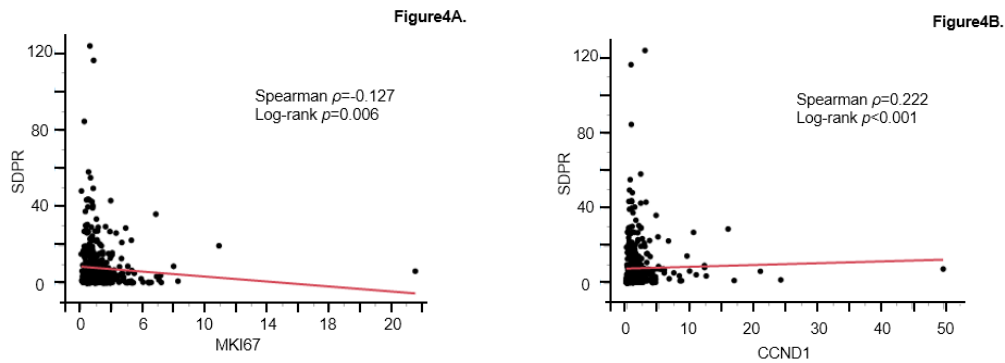 Figure4A.
120
80
40
0
SDPR
Spearman ρ=-0.127
Log-rank p=0.006
0 6 10 14 20
MKI67
Figure4B.
120
80
40
0
SDPR
Spearman ρ=0.222
Log-rank p<0.001
0 10 20 30 40 50
CCND1